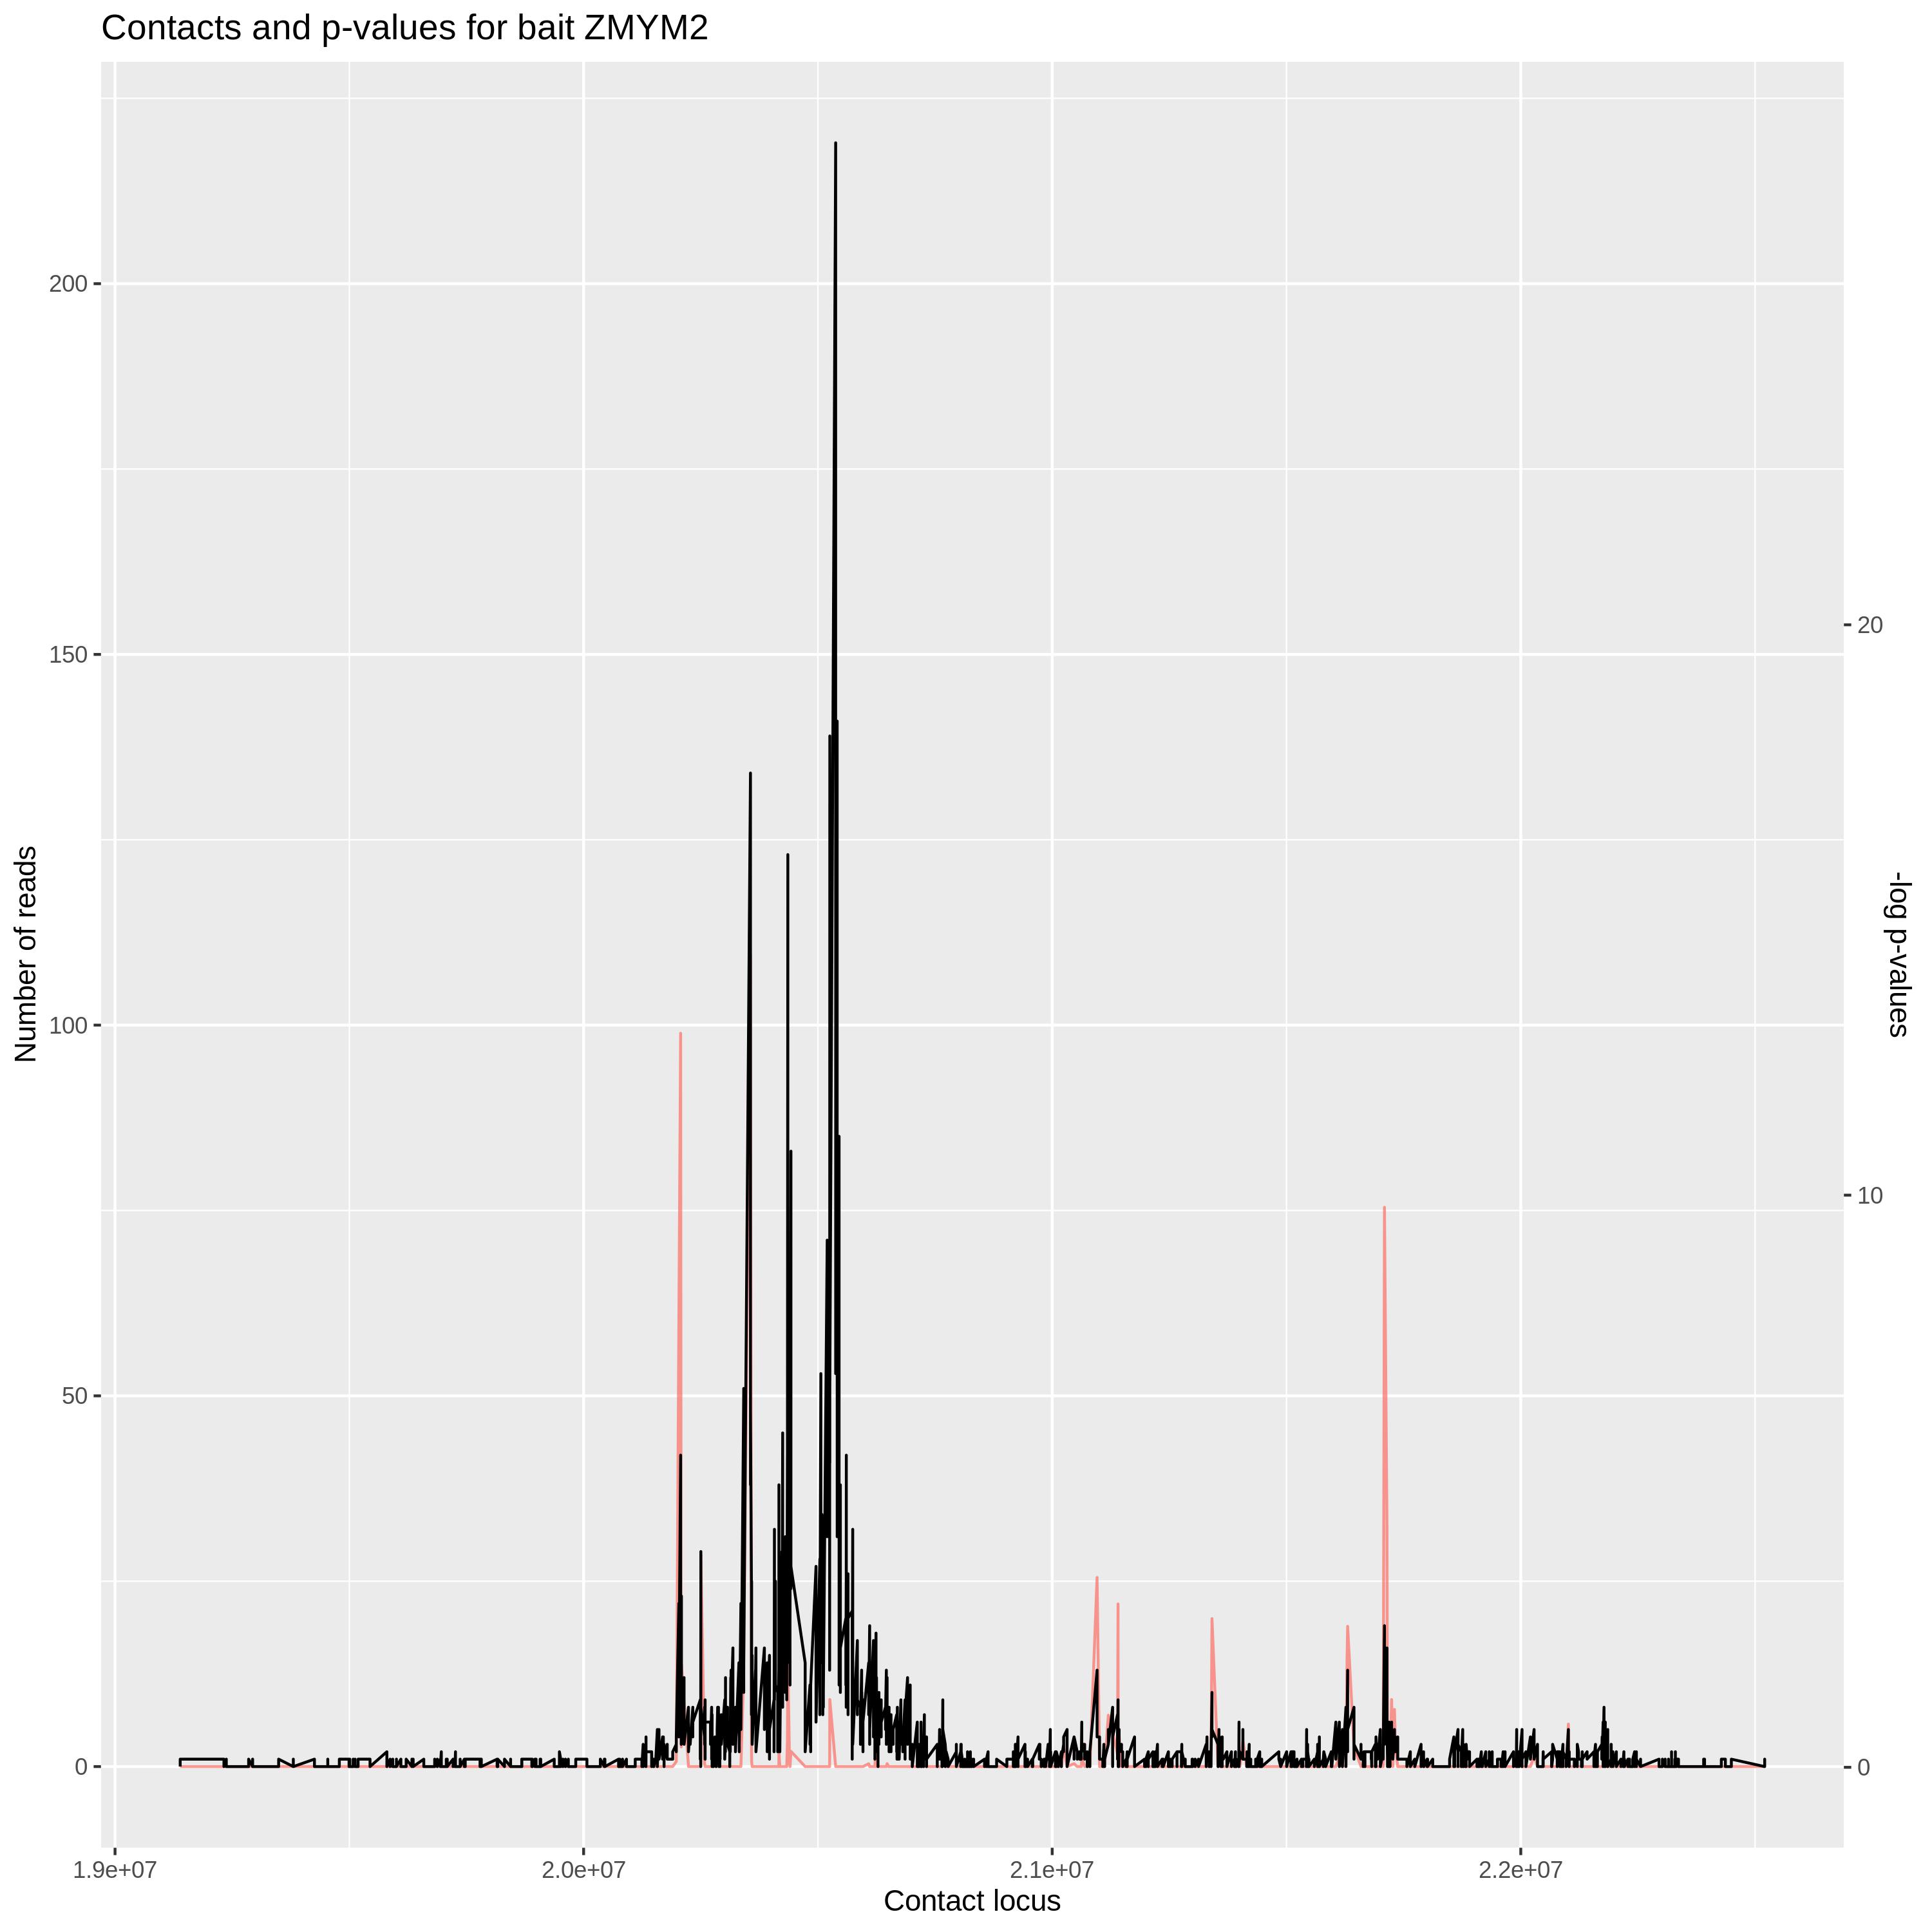 Contacts and p-values for bait ZMYM2
Number of reads
200
150
100
50
0
20
10
0
-log p-values
1.9e+07
2.0e+07
2.1e+07
2.2e+07
Contact locus